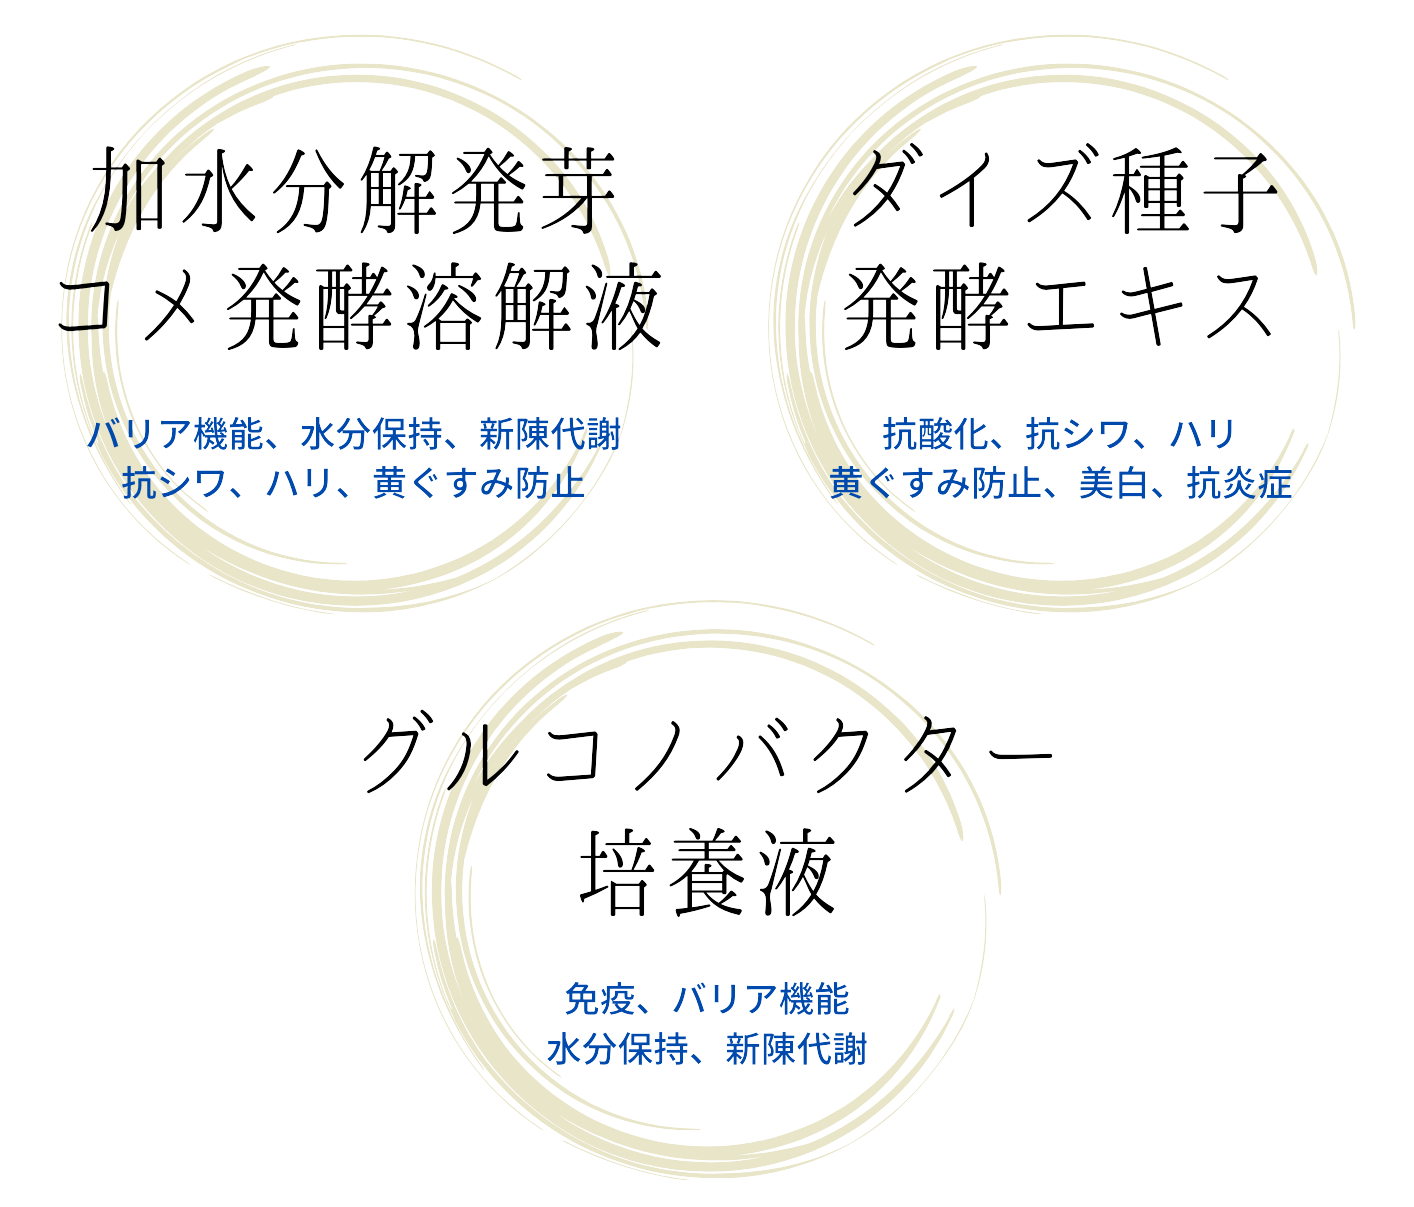 加水分解発芽
コメ発酵溶解液
バリア機能、水分保持、新陳代謝
抗シワ、ハリ、黄ぐすみ防止
ダイズ種子
発酵エキス
抗酸化、抗シワ、ハリ
黄ぐすみ防止、美白、抗炎症
グルコノバクター
培養液
免疫、バリア機能
水分保持、新陳代謝